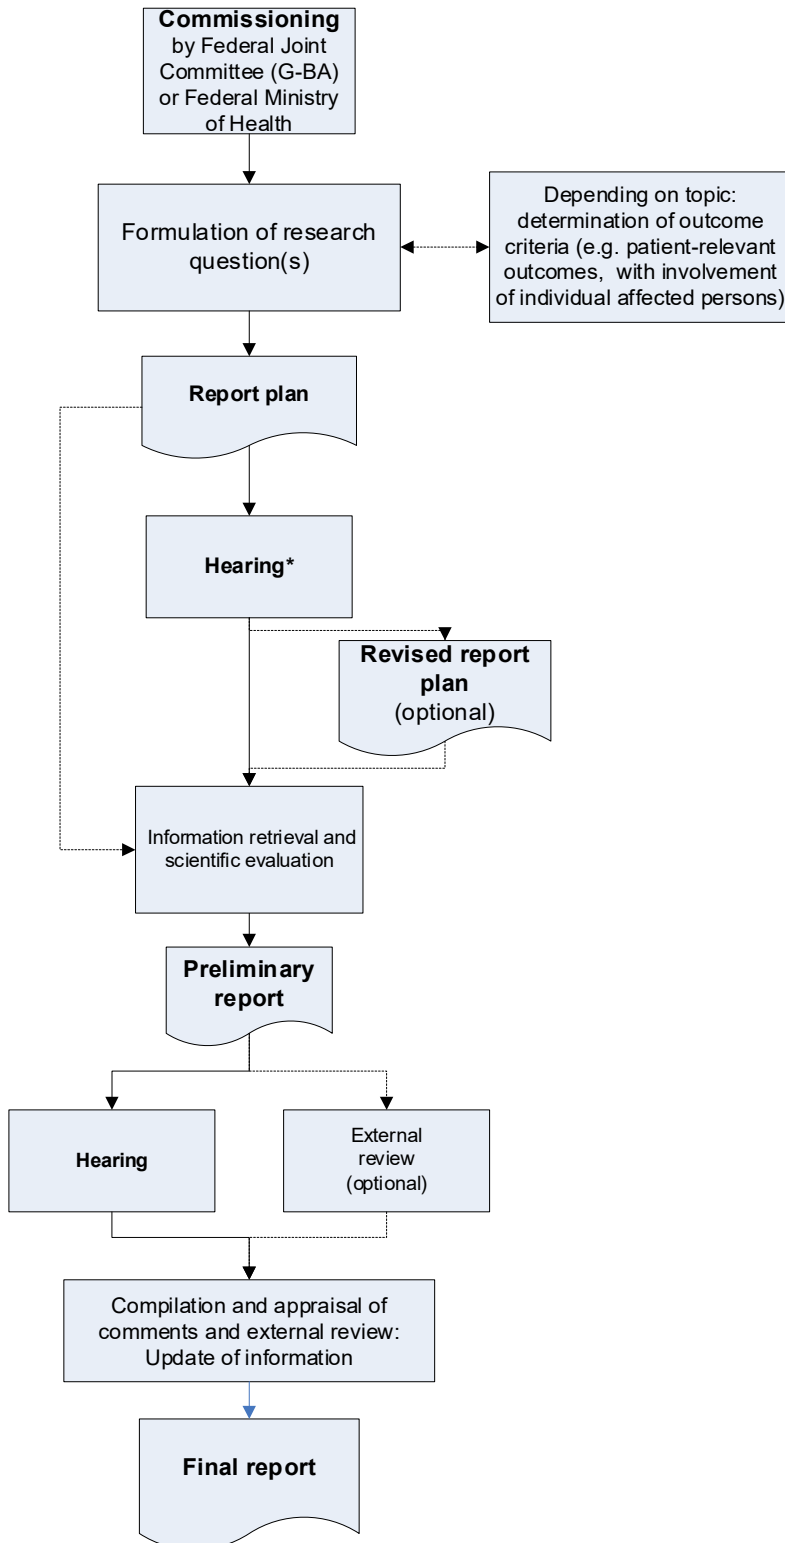 Commissioning
by Federal Joint
Committee (G-BA)
or Federal Ministry
of Health
Formulation of research
question(s)
Depending on topic:
determination of outcome
criteria (e.g. patient-relevant
outcomes, with involvement
of individual affected persons)
Report plan
Hearing*
Revised report
plan
(optional)
Information retrieval and
scientific evaluation
Preliminary
report
Hearing
External
review
(optional)
Compilation and appraisal of
comments and external review:
Update of information
Final report